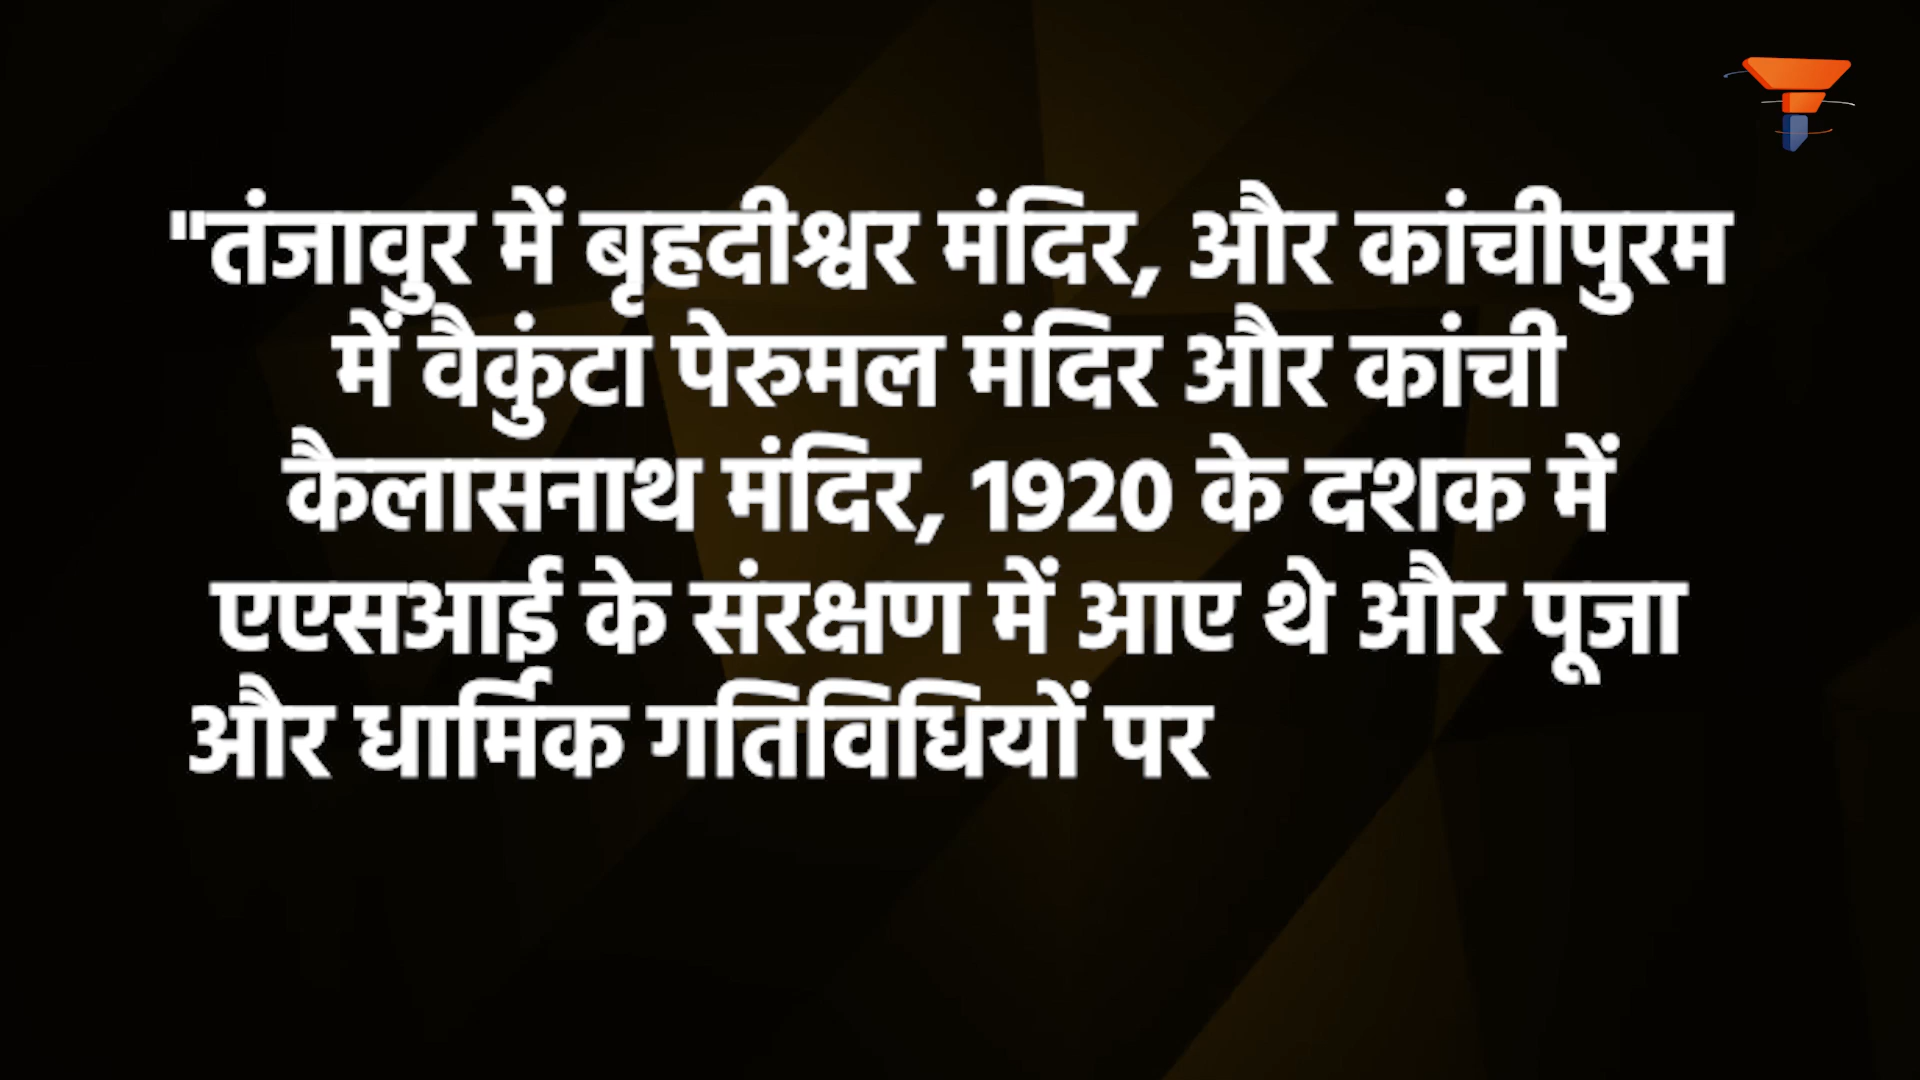 "तंजावुर में बृहदीश्वर मंदिर, और कांचीपुरम
में वैकुंटा पेरुमल मंदिर और कांची
कैलासनाथ मंदिर, 1920 के दशक में
एएसआई के संरक्षण में आए थे और पूजा
और धार्मिक गतिविधियों पर